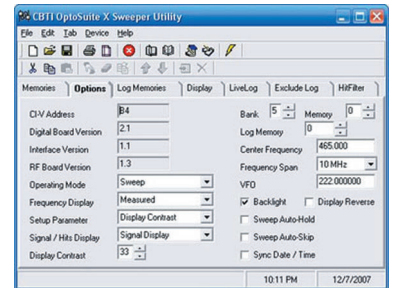 CBTI OptoSuite X Sweeper Utility
File Edit Tab Device Help
Memories Options Log Memories Display LiveLog Exclude Log HitFilter
CI-V Address B4
Digital Board Version 2.1
Interface Version 1.1
RF Board Version 1.3
Operating Mode Sweep
Frequency Display Measured
Setup Parameter Display Contrast
Signal / Hits Display Signal Display
Display Contrast 33
Bank 5 Memory 0
Log Memory 0
Center Frequency 465.000
Frequency Span 10 MHz
VFO 222.000000
Backlight Display Reverse
Sweep Auto-Hold
Sweep Auto-Skip
Sync Date / Time
10:11 PM 12/7/2007